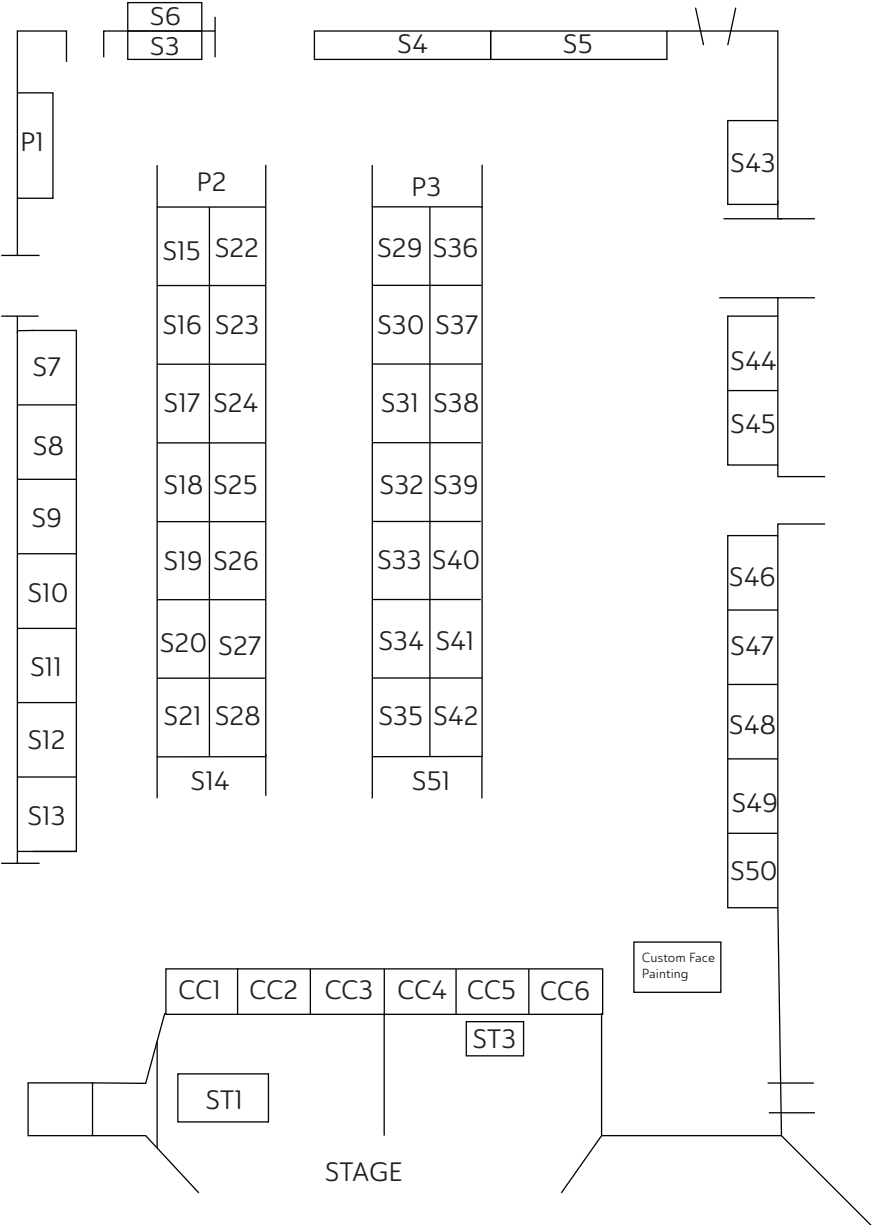 S6
S3
S4 S5
P1
S43
P2 P3
S15 S22 S29 S36
S16 S23 S30 S37
S7 S44
S17 S24 S31 S38
S45
S8
S18 S25 S32 S39
S9
S19 S26 S33 S40
S46
S10
S20 S27 S34 S41
S47
S11
S21 S28 S35 S42
S48
S12
S14 S51
S49
S13
S50
Custom Face
Painting
CC1 CC2 CC3 CC4 CC5 CC6
ST3
ST1
STAGE